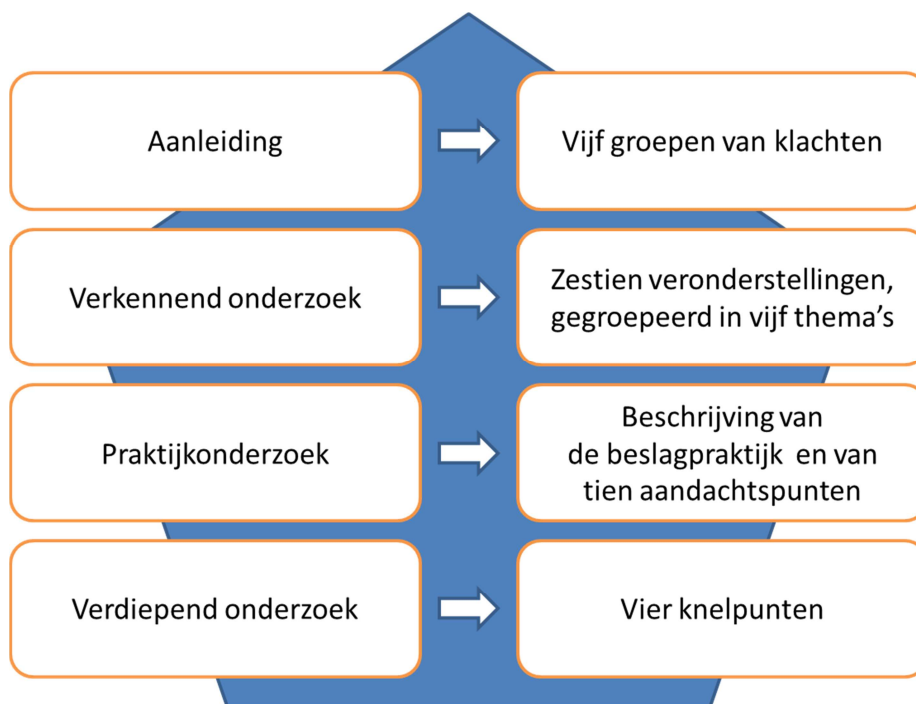 Aanleiding
Vijf groepen van klachten
Verkennend onderzoek
Zestien veronderstellingen,
gegroepeerd in vijf thema's
Praktijkonderzoek
Beschrijving van
de beslagpraktijk en van
tien aandachtspunten
Verdiepend onderzoek
Vier knelpunten